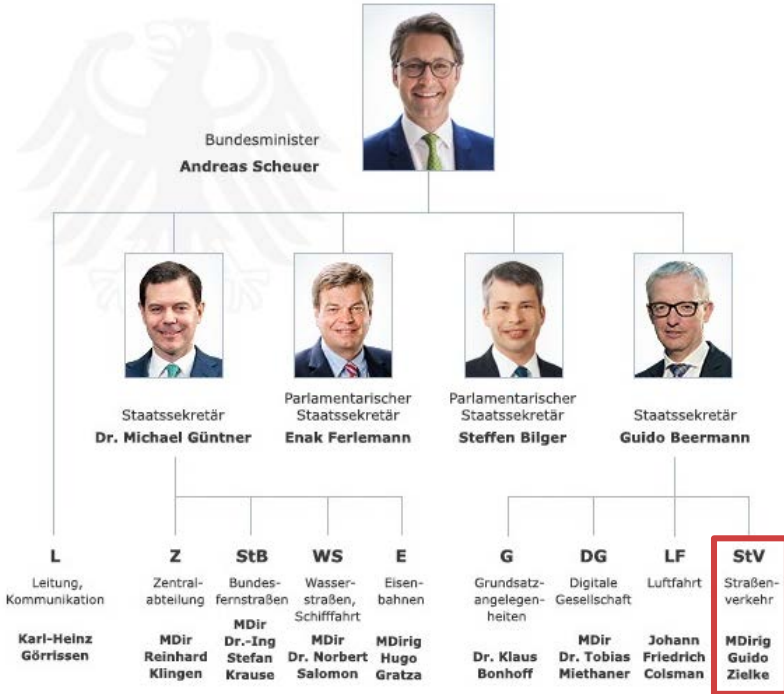 Bundesminister
Andreas Scheuer
Staatssekretär
Dr. Michael Güntner
Parlamentarischer
Staatssekretär
Enak Ferlemann
Parlamentarischer
Staatssekretär
Steffen Bilger
Staatssekretär
Guido Beermann
L
Leitung,
Kommunikation
Karl-Heinz
Görrissen
Z
Zentral-
abteilung
MDir
Reinhard
Klingen
StB
Bundes-
fernstraßen
MDir
Dr.-Ing
Stefan
Krause
WS
Wasser-
straßen,
Schifffahrt
MDir
Dr. Norbert
Salomon
E
Eisen-
bahnen
MDirig
Hugo
Gratza
G
Grundsatz-
angelegen-
heiten
Dr. Klaus
Bonhoff
DG
Digitale
Gesellschaft
MDir
Dr. Tobias
Miethaner
LF
Luftfahrt
Johann
Friedrich
Colsman
StV
Straßen-
verkehr
MDirig
Guido
Zielke